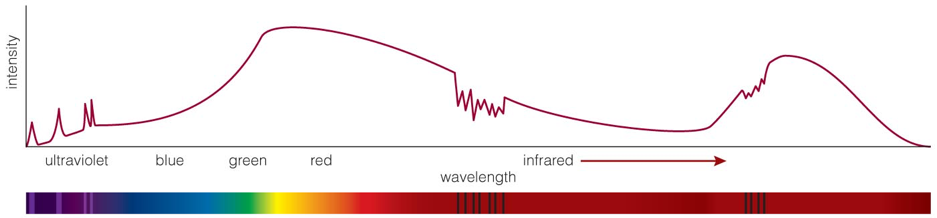 intensity
ultraviolet blue green red infrared
wavelength